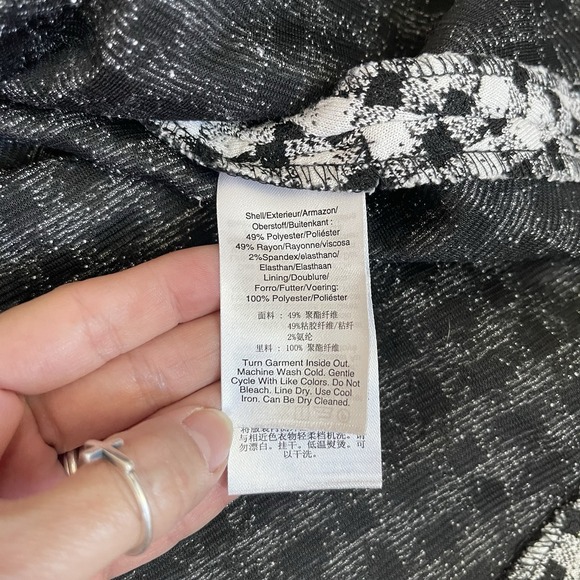 Shell/Exterieur/Armazon/
Oberstoff/Buitenkant :
49% Polyester/Poliéster
49% Rayon/Rayonne/viscosa
2%Spandex/elasthano/
Elasthan/Elasthaan
Lining/Doublure/
Forro/Futter/Voering:
100% Polyester/Poliéster
面料 : 49% 聚酯纤维
49%粘胶纤维/粘纤
2%氨纶
里料 : 100% 聚酯纤维
Turn Garment Inside Out.
Machine Wash Cold. Gentle
Cycle With Like Colors. Do Not
Bleach. Line Dry. Use Cool
Iron. Can Be Dry Cleaned.
与相近色衣物轻柔档机洗。请
勿漂白。挂干。低温熨烫。可
以干洗。